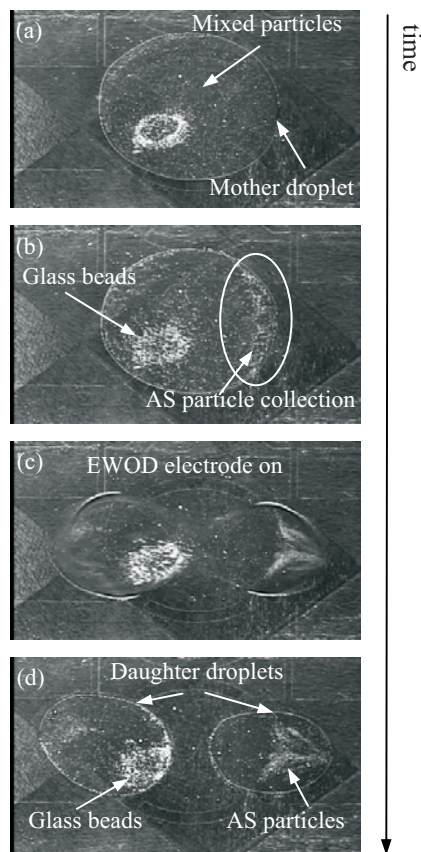 (a)
Mixed particles
Mother droplet
time
(b)
Glass beads
AS particle collection
(c)
EWOD electrode on
(d)
Daughter droplets
Glass beads
AS particles